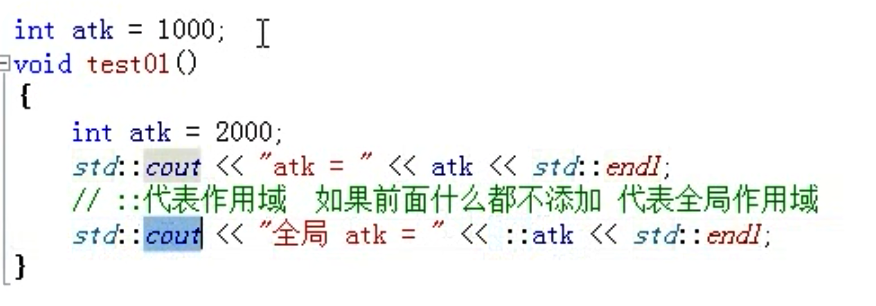 int atk = 1000;
void test01()
{
int atk = 2000;
std::cout << "atk = " << atk << std::endl;
// ::代表作用域  如果前面什么都不添加 代表全局作用域
std::cout << "全局 atk = " << ::atk << std::endl;
}